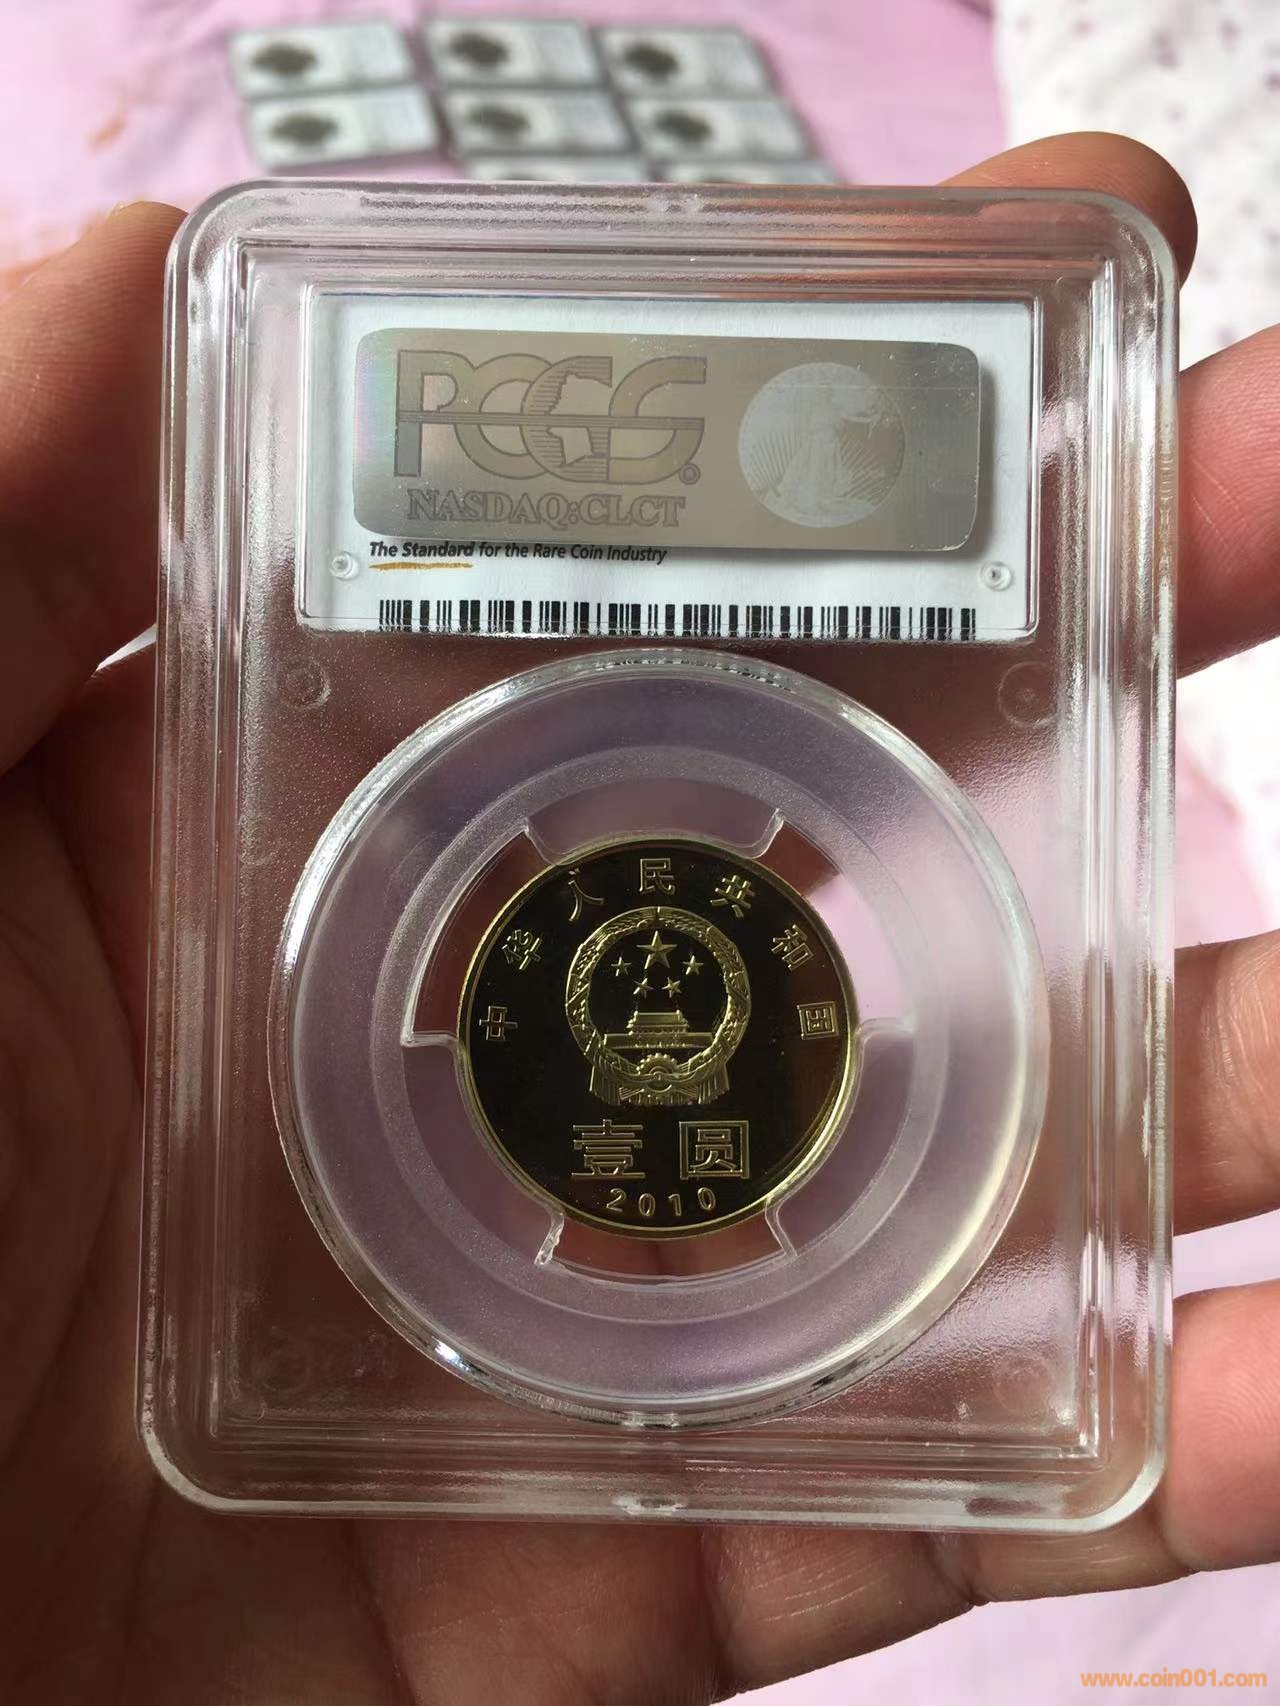 PCGS®
NASDAQ:CLCT
The Standard for the Rare Coin Industry
中华人民共和国
壹圆
2010
www.coin001.com